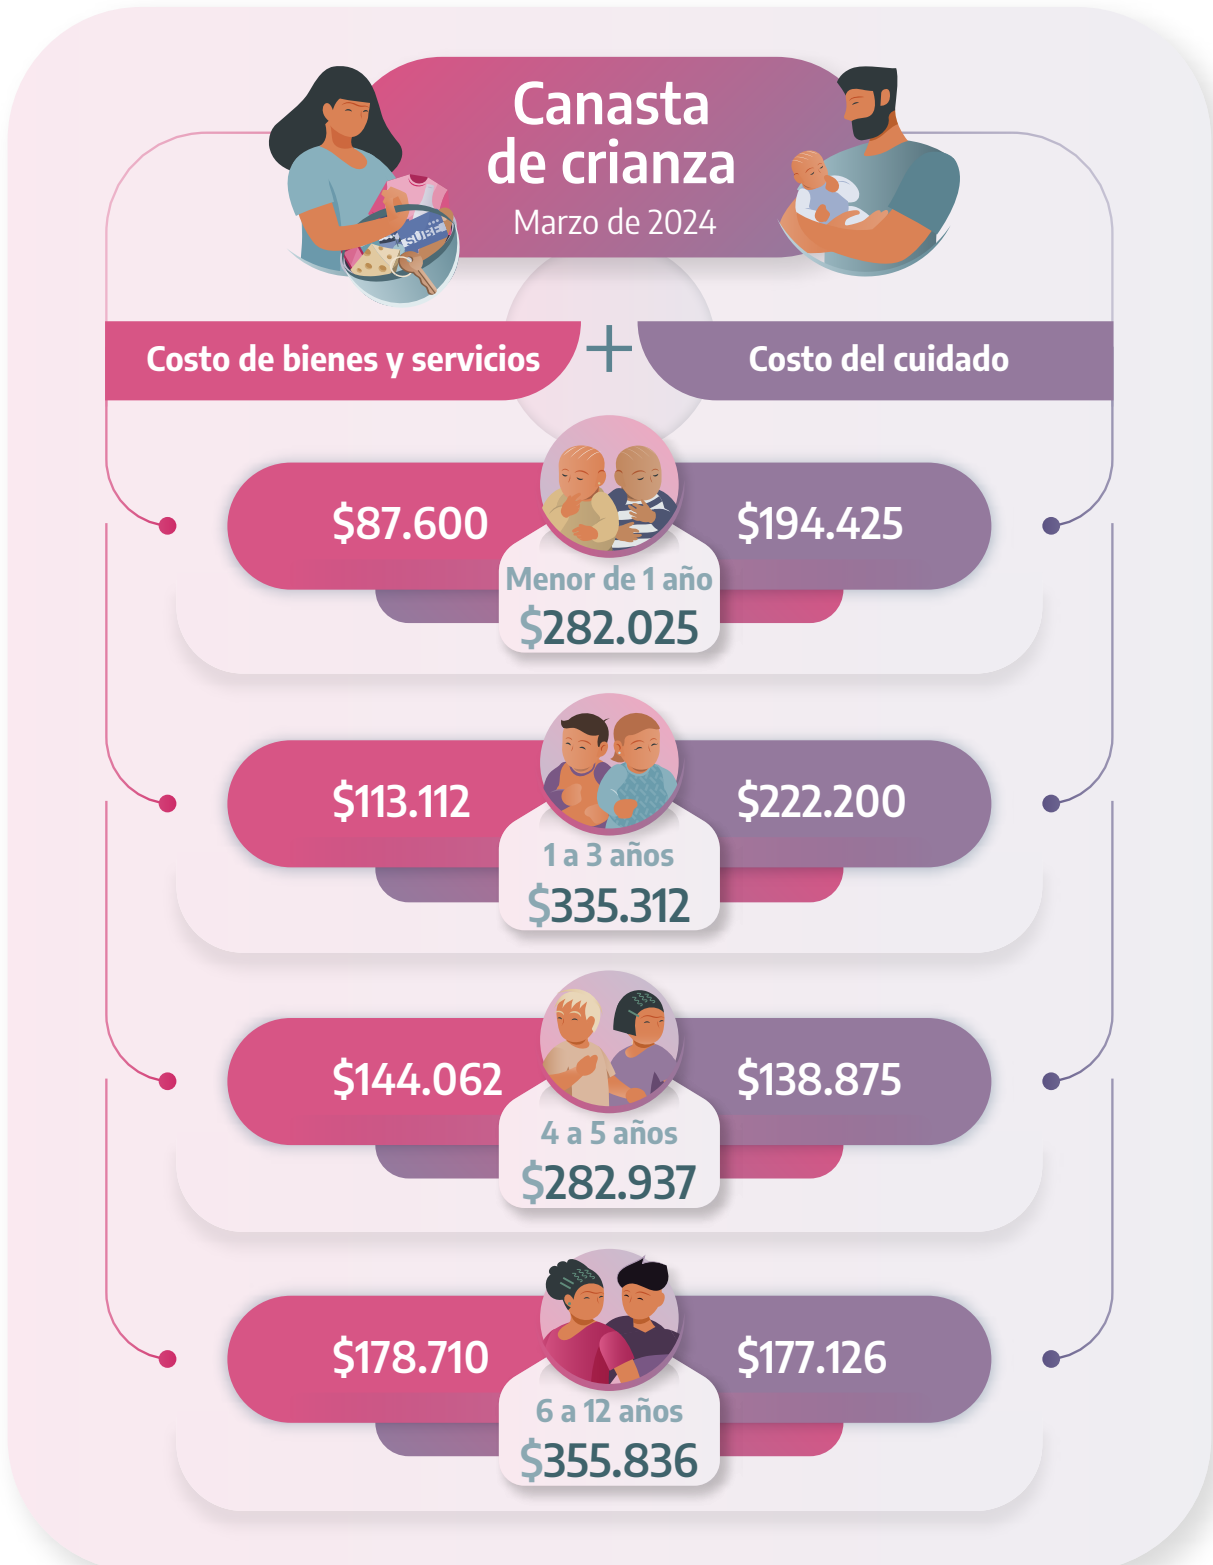 Canasta
de crianza
Marzo de 2024
SUBE
Costo de bienes y servicios + Costo del cuidado
$87.600 $194.425
Menor de 1 año
$282.025
$113.112 $222.200
1 a 3 años
$335.312
$144.062 $138.875
4 a 5 años
$282.937
$178.710 $177.126
6 a 12 años
$355.836